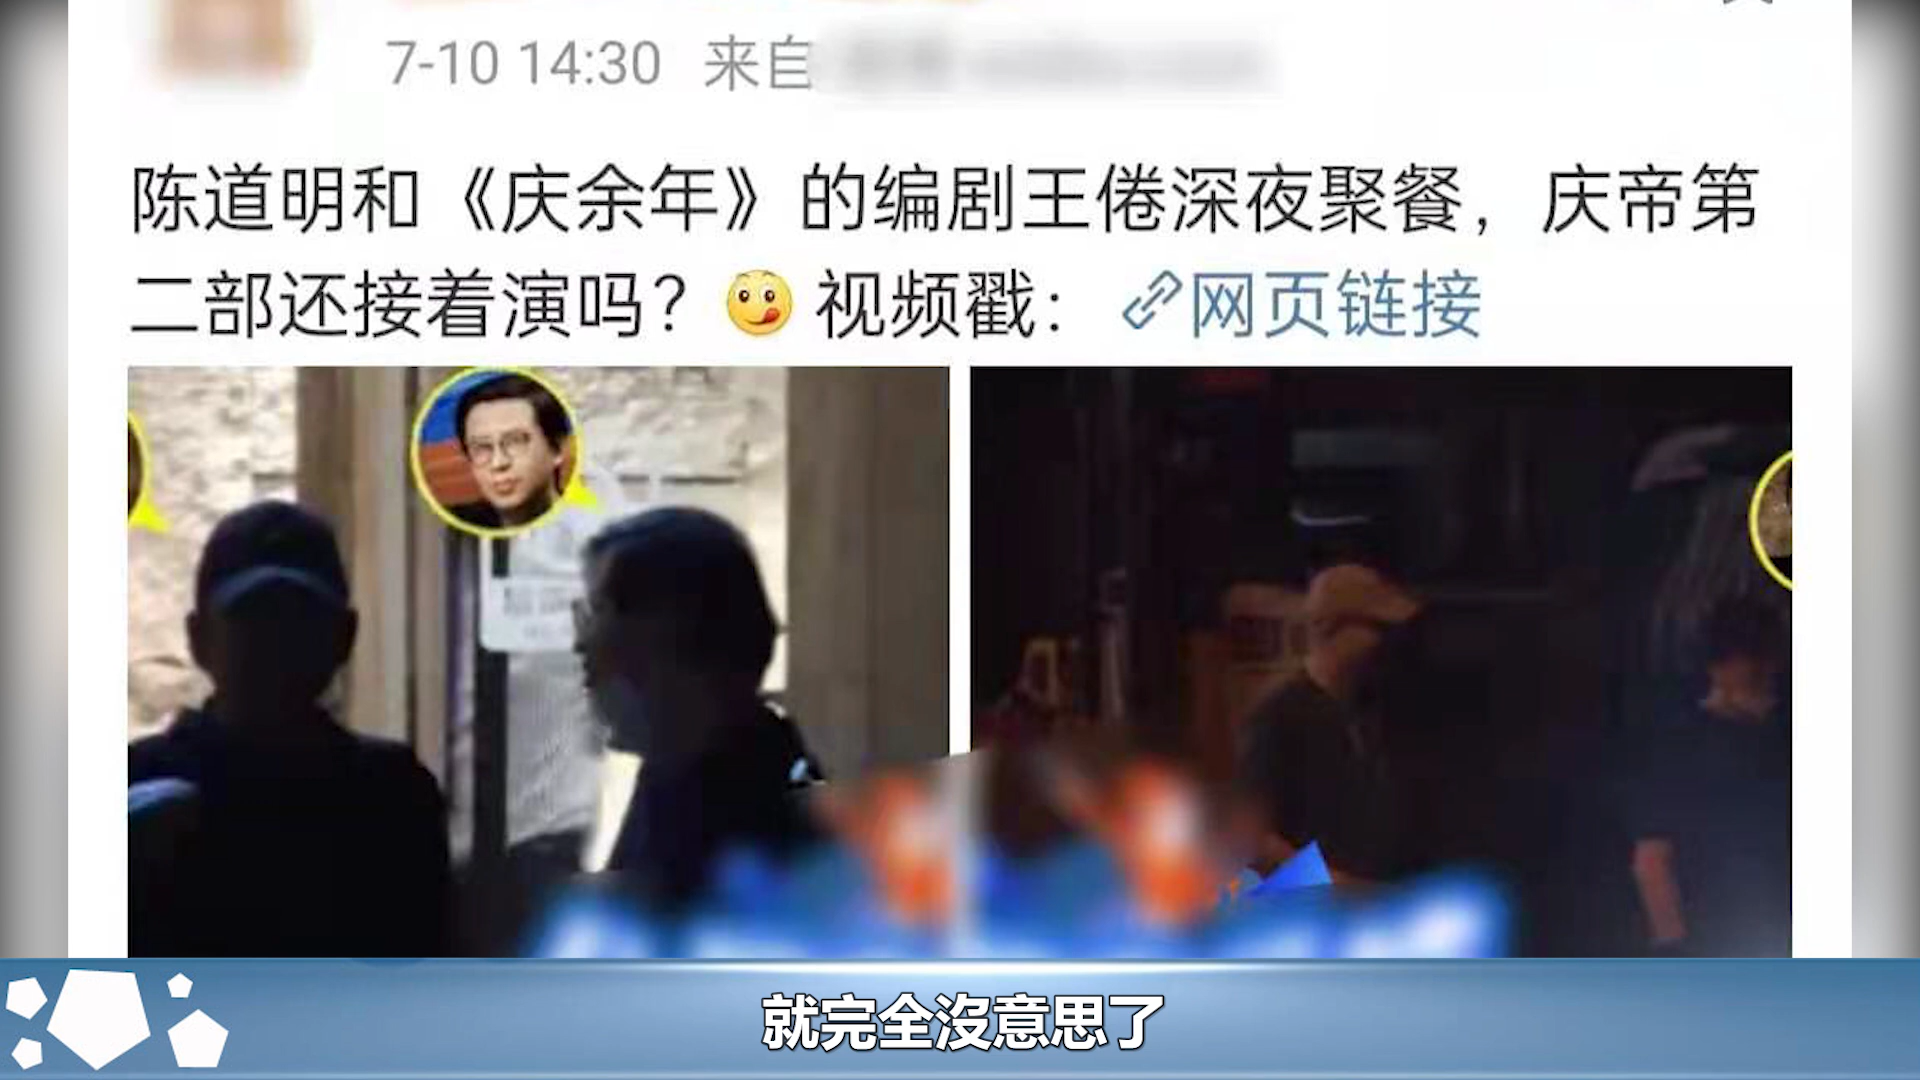 7-10 14:30 来自
陈道明和《庆余年》的编剧王倦深夜聚餐，庆帝第
二部还接着演吗？视频戳：网页链接
就完全沒意思了